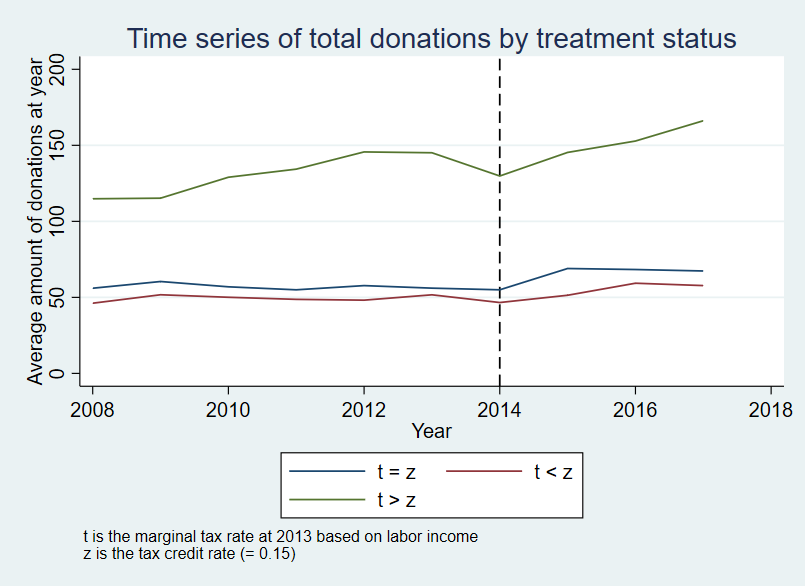 Time series of total donations by treatment status
Average amount of donations at year
200
150
100
50
0
2008 2010 2012 2014 2016 2018
Year
t = z t < z
t > z
t is the marginal tax rate at 2013 based on labor income
z is the tax credit rate (= 0.15)